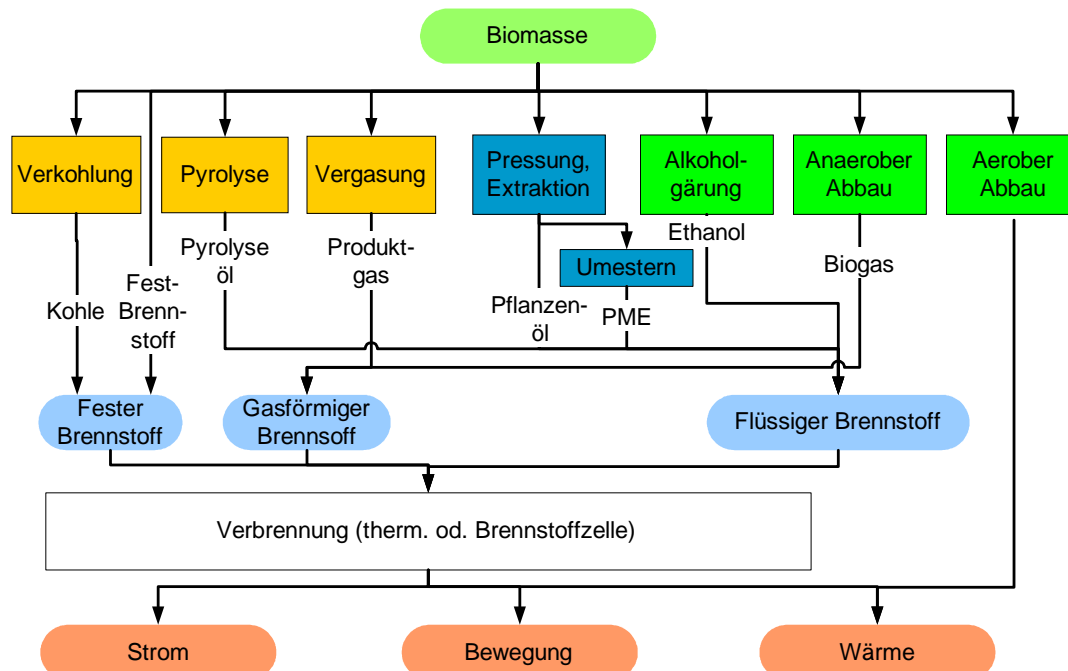 Biomasse
Verkohlung
Pyrolyse
Vergasung
Pressung,
Extraktion
Alkohol-
gärung
Anaerober
Abbau
Aerober
Abbau
Kohle
Fest-
Brenn-
stoff
Pyrolyse
öl
Produkt-
gas
Pflanzen-
öl
Umestern
PME
Ethanol
Biogas
Fester
Brennstoff
Gasförmiger
Brennsoff
Flüssiger Brennstoff
Verbrennung (therm. od. Brennstoffzelle)
Strom
Bewegung
Wärme